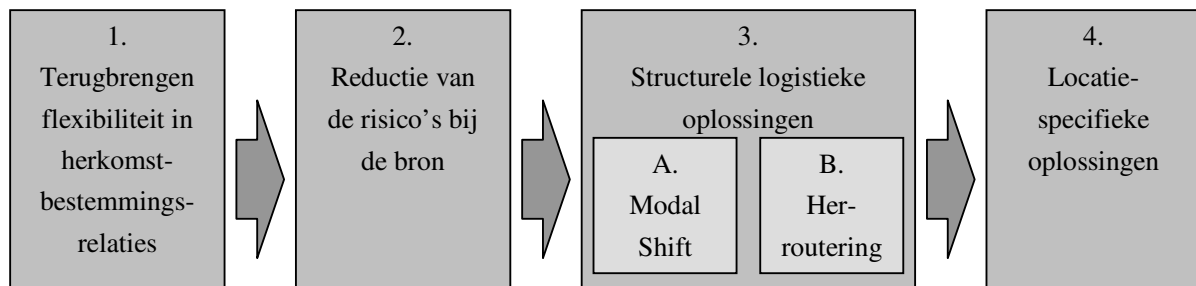 1.
Terugbrengen
flexibiliteit in
herkomst-
bestemmings-
relaties
2.
Reductie van
de risico's bij
de bron
3.
Structurele logistieke
oplossingen
A.
Modal
Shift
B.
Her-
routering
4.
Locatie-
specifieke
oplossingen